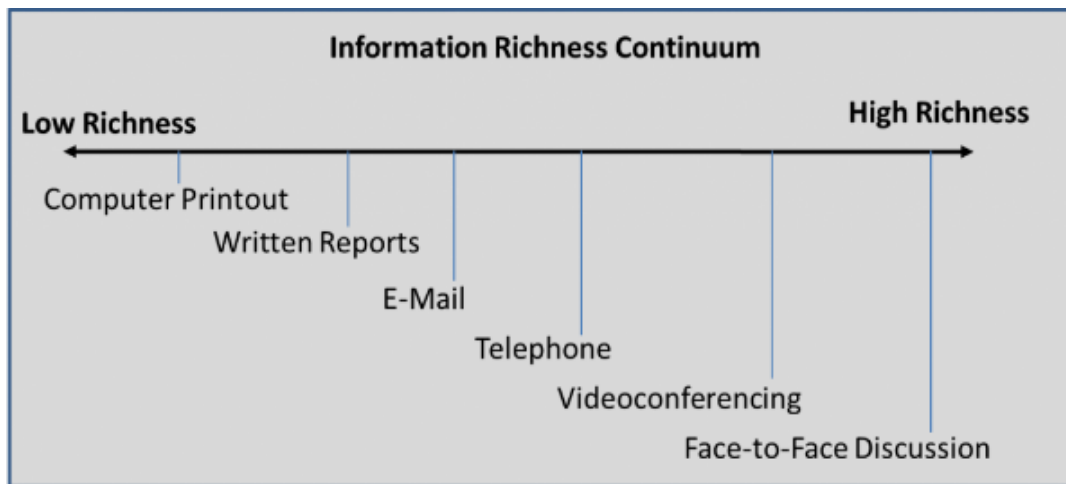 Information Richness Continuum
Low Richness
High Richness
Computer Printout
Written Reports
E-Mail
Telephone
Videoconferencing
Face-to-Face Discussion